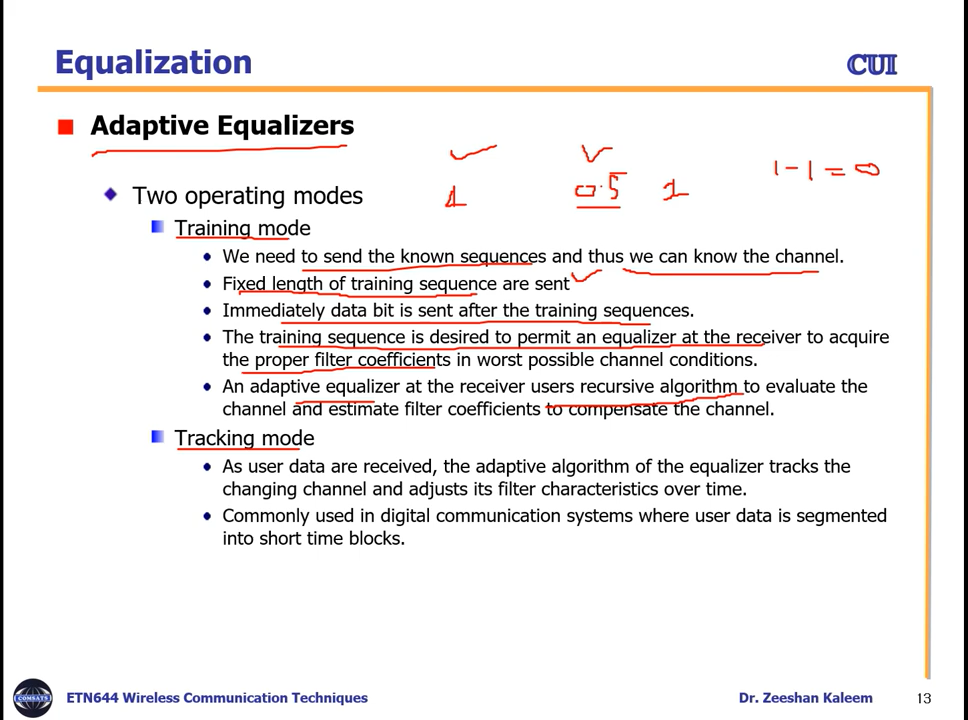 Equalization
CUI
Adaptive Equalizers
Two operating modes
1
0.5
1
1-1=0
Training mode
We need to send the known sequences and thus we can know the channel.
Fixed length of training sequence are sent
Immediately data bit is sent after the training sequences.
The training sequence is desired to permit an equalizer at the receiver to acquire
the proper filter coefficients in worst possible channel conditions.
An adaptive equalizer at the receiver users recursive algorithm to evaluate the
channel and estimate filter coefficients to compensate the channel.
Tracking mode
As user data are received, the adaptive algorithm of the equalizer tracks the
changing channel and adjusts its filter characteristics over time.
Commonly used in digital communication systems where user data is segmented
into short time blocks.
COMSATS
ETN644 Wireless Communication Techniques
Dr. Zeeshan Kaleem
13